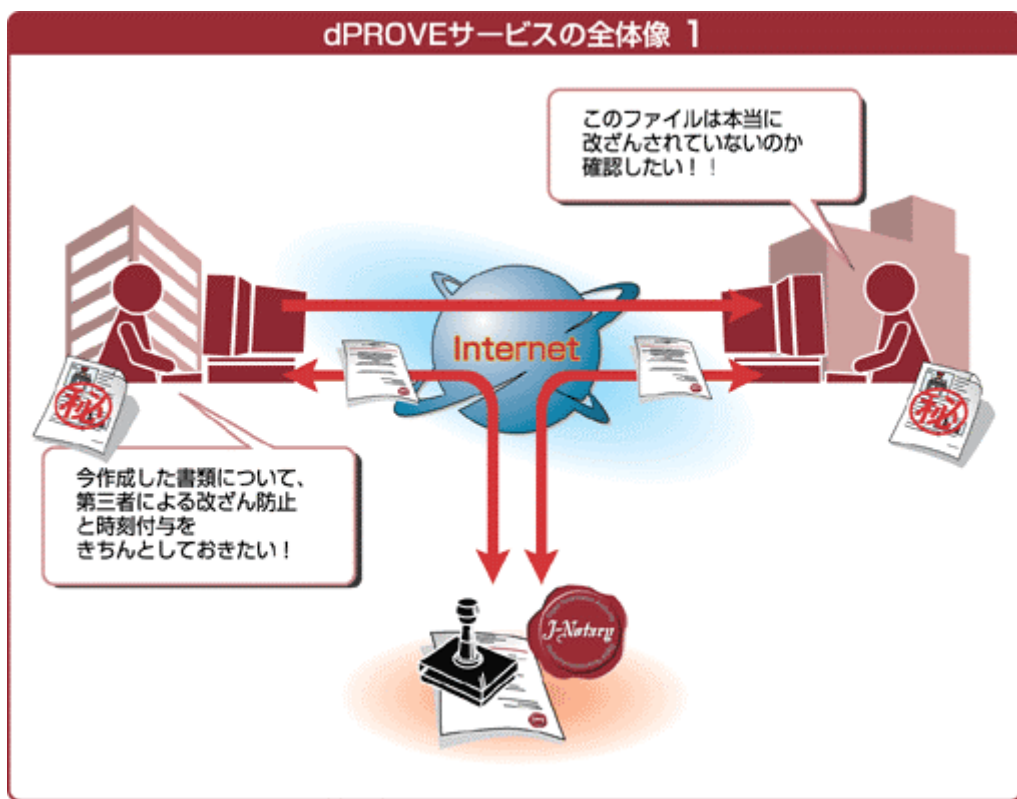 dPROVEサービスの全体像 1
このファイルは本当に
改ざんされていないのか
確認したい！！
Internet
秘
秘
今作成した書類について、
第三者による改ざん防止
と時刻付与を
きちんとしておきたい！
J-Notary